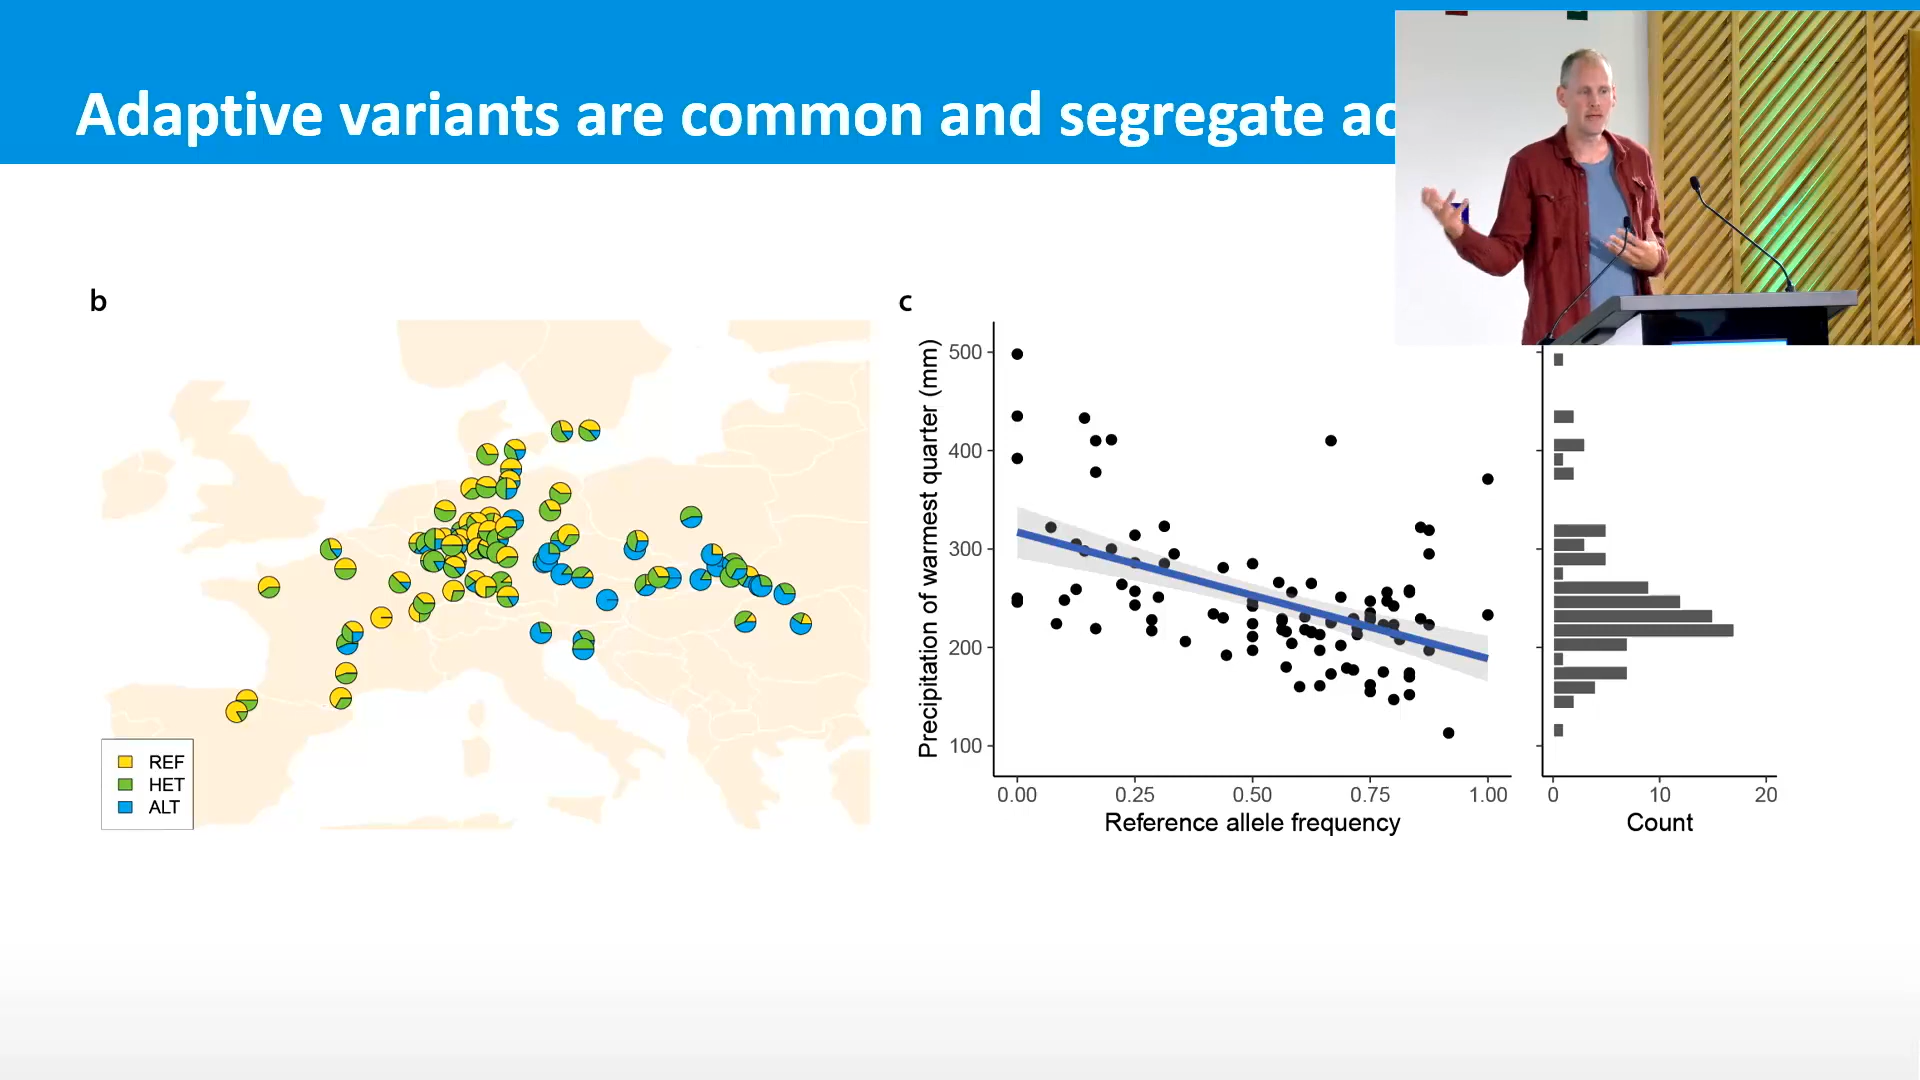 Adaptive variants are common and segregate ac
b
REF
HET
ALT
c
Precipitation of warmest quarter (mm)
500
400
300
200
100
0.00 0.25 0.50 0.75 1.00
Reference allele frequency
0 10 20
Count